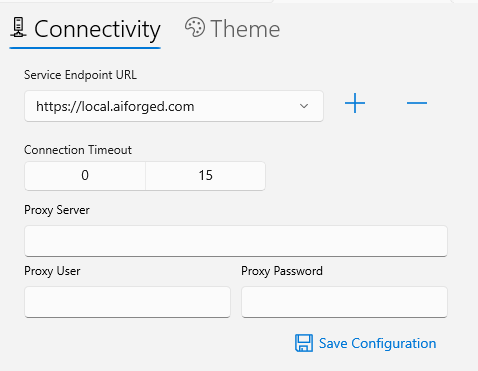 Connectivity Theme
Service Endpoint URL
https://local.aiforged.com
Connection Timeout
0 15
Proxy Server
Proxy User Proxy Password
Save Configuration